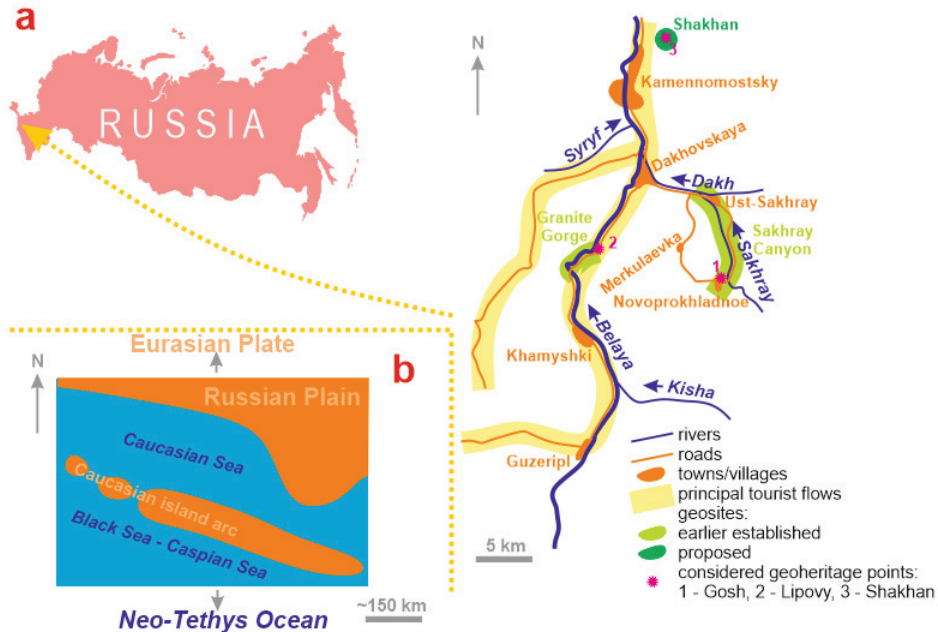 a
RUSSIA
N
Shakhan
3
Kamennomostsky
Syryf
Dakhovskaya
Dakh
Ust-Sakhray
Granite
Gorge
2
Merkulaevka
Sakhray
Canyon
Sakhray
1
Novoprokhladnoe
Belaya
Khamyshki
Kisha
Guzeripl
5 km
rivers
roads
towns/villages
principal tourist flows
geosites:
earlier established
proposed
considered geoheritage points:
1 - Gosh, 2 - Lipovy, 3 - Shakhan
Eurasian Plate
b
N
Russian Plain
Caucasian Sea
Caucasian island arc
Black Sea - Caspian Sea
Neo-Tethys Ocean
~150 km